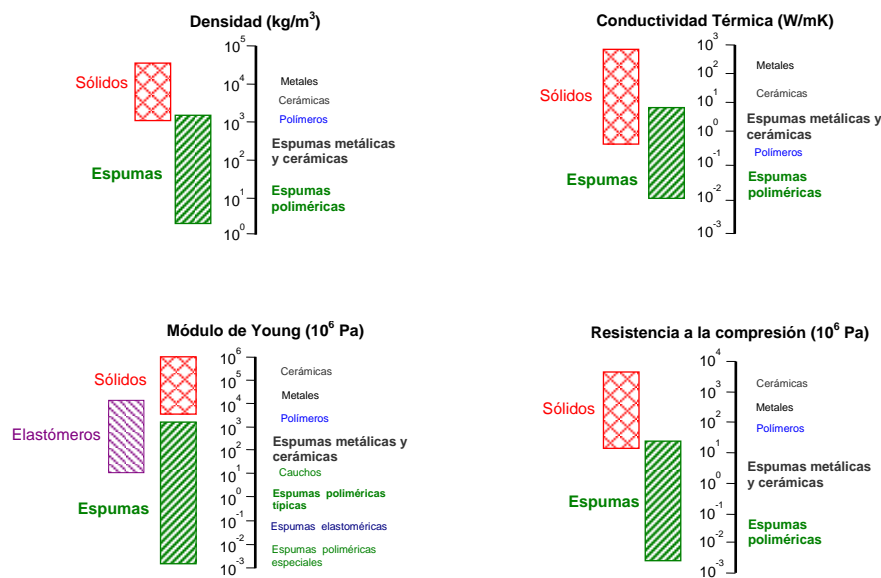 Densidad (kg/m³)
10⁵
10⁴
10³
10²
10¹
10⁰
Sólidos
Espumas
Metales
Cerámicas
Polímeros
Espumas metálicas
y cerámicas
Espumas
poliméricas
Conductividad Térmica (W/mK)
10³
10²
10¹
10⁰
10⁻¹
10⁻²
10⁻³
Sólidos
Espumas
Metales
Cerámicas
Espumas metálicas y
cerámicas
Polímeros
Espumas
poliméricas
Módulo de Young (10⁶ Pa)
10⁶
10⁵
10⁴
10³
10²
10¹
10⁰
10⁻¹
10⁻²
10⁻³
Sólidos
Elastómeros
Espumas
Cerámicas
Metales
Polímeros
Espumas metálicas y
cerámicas
Cauchos
Espumas poliméricas
típicas
Espumas elastoméricas
Espumas poliméricas
especiales
Resistencia a la compresión (10⁶ Pa)
10⁴
10³
10²
10¹
10⁰
10⁻¹
10⁻²
10⁻³
Sólidos
Espumas
Cerámicas
Metales
Polímeros
Espumas metálicas
y cerámicas
Espumas
poliméricas